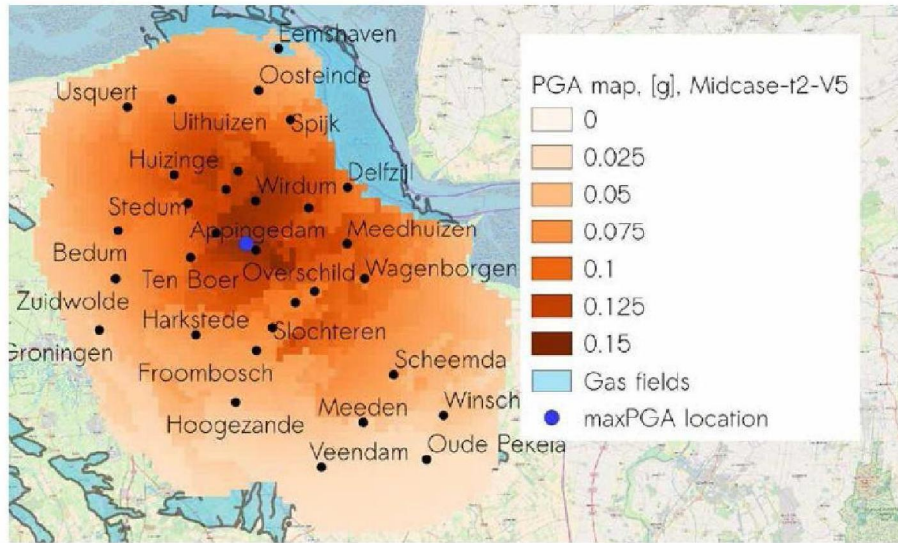 Eemshaven
Oosteinde
Usquert
Uithuizen
Spijk
Huizinge
Delfzijl
Wirdum
Stedum
Appingedam
Meedhuizen
Bedum
Ten Boer
Overschild
Wagenborgen
Zuidwolde
Harkstede
Slochteren
Groningen
Froombosch
Scheemda
Hoogezande
Meeden
Winsch
Veendam
Oude Pekela
PGA map, [g], Midcase-t2-V5
0
0.025
0.05
0.075
0.1
0.125
0.15
Gas fields
maxPGA location